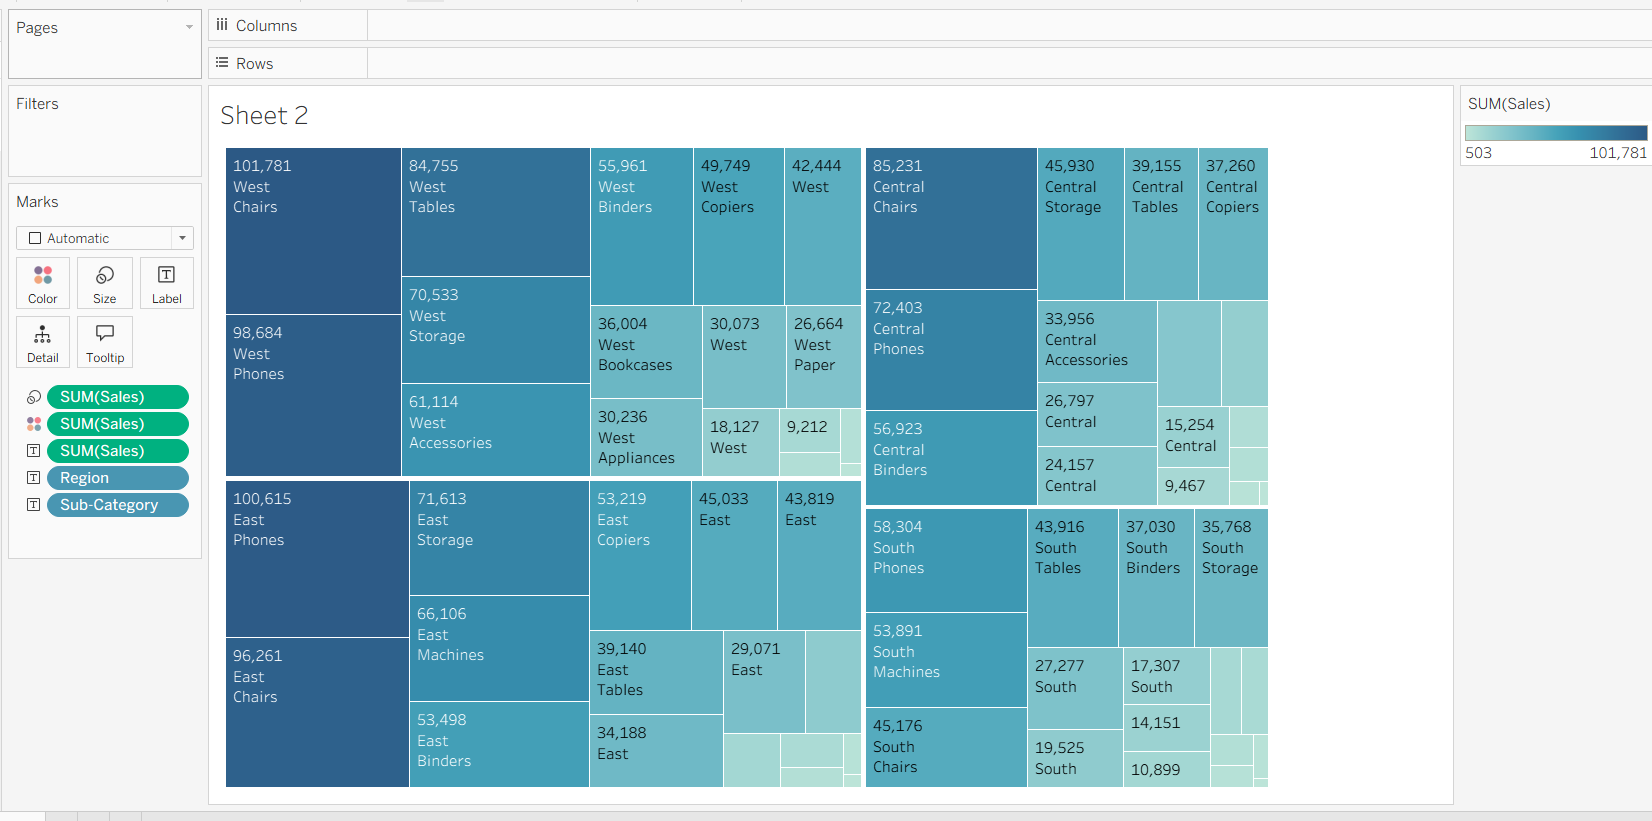 Pages
Columns
Rows
Filters
Marks
Automatic
Color
Size
Label
Detail
Tooltip
SUM(Sales)
SUM(Sales)
SUM(Sales)
Region
Sub-Category
Sheet 2
101,781
West
Chairs
98,684
West
Phones
84,755
West
Tables
70,533
West
Storage
61,114
West
Accessories
55,961
West
Binders
49,749
West
Copiers
42,444
West
36,004
West
Bookcases
30,236
West
Appliances
30,073
West
26,664
West
Paper
18,127
West
9,212
100,615
East
Phones
96,261
East
Chairs
71,613
East
Storage
66,106
East
Machines
53,498
East
Binders
53,219
East
Copiers
45,033
East
43,819
East
39,140
East
Tables
34,188
East
29,071
East
85,231
Central
Chairs
72,403
Central
Phones
56,923
Central
Binders
45,930
Central
Storage
39,155
Central
Tables
37,260
Central
Copiers
33,956
Central
Accessories
26,797
Central
24,157
Central
15,254
Central
9,467
58,304
South
Phones
53,891
South
Machines
45,176
South
Chairs
43,916
South
Tables
37,030
South
Binders
35,768
South
Storage
27,277
South
19,525
South
17,307
South
14,151
10,899
SUM(Sales)
503
101,781